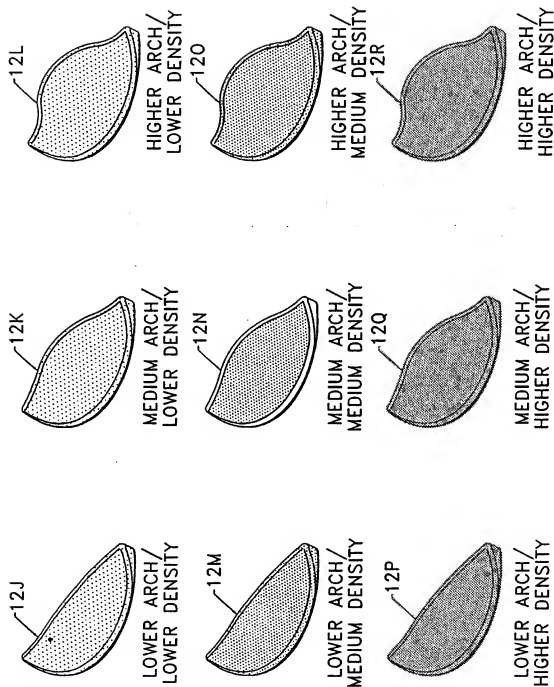 12J
LOWER ARCH/
LOWER DENSITY
12K
MEDIUM ARCH/
LOWER DENSITY
12L
HIGHER ARCH/
LOWER DENSITY
12M
LOWER ARCH/
MEDIUM DENSITY
12N
MEDIUM ARCH/
MEDIUM DENSITY
12O
HIGHER ARCH/
MEDIUM DENSITY
12P
LOWER ARCH/
HIGHER DENSITY
12Q
MEDIUM ARCH/
HIGHER DENSITY
12R
HIGHER ARCH/
HIGHER DENSITY